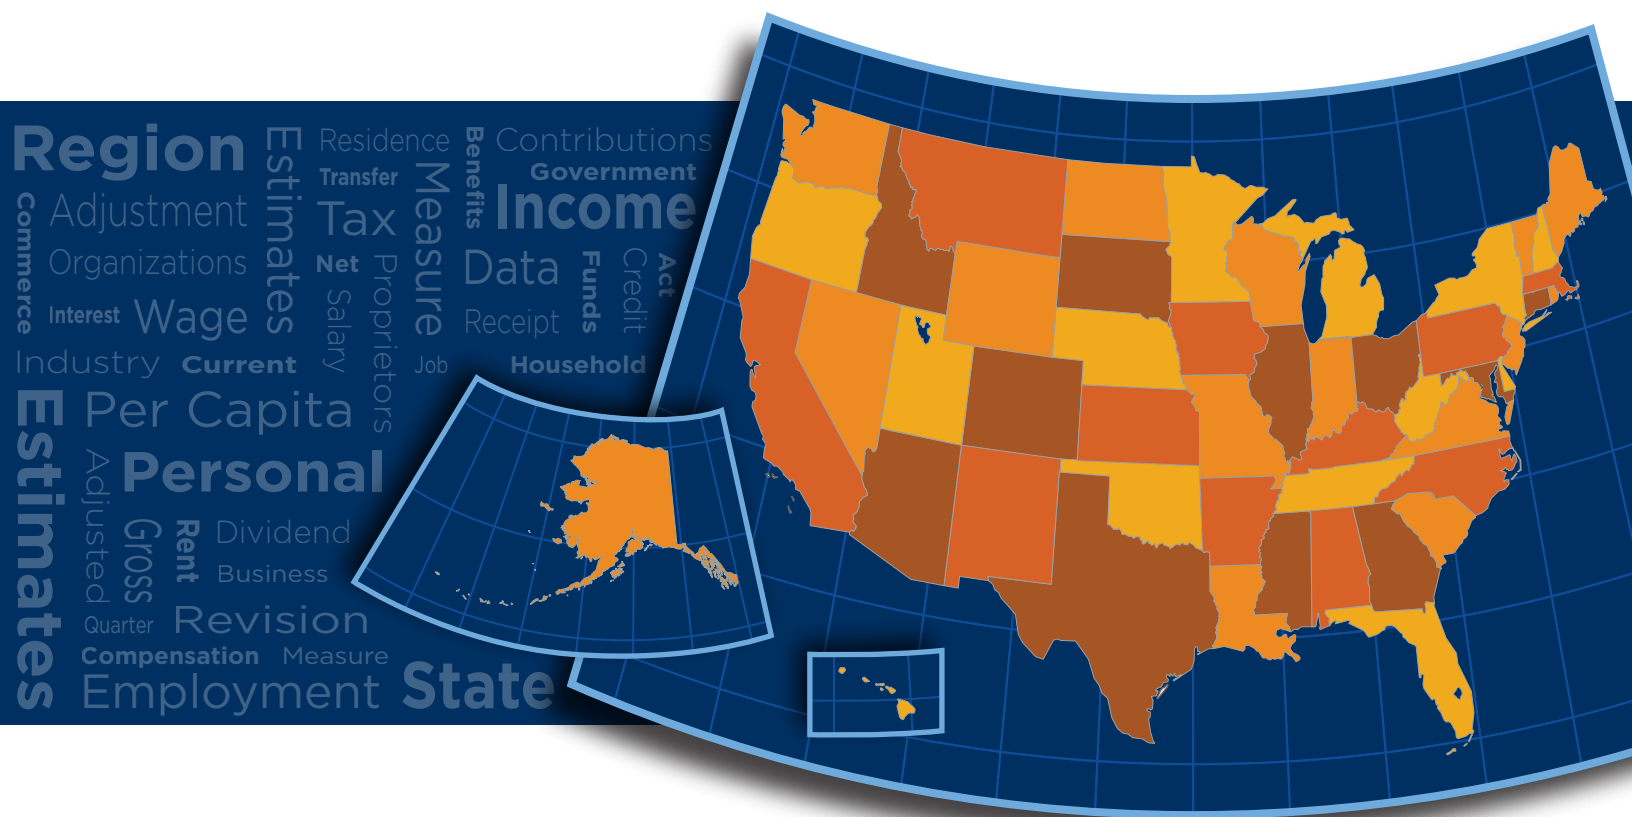 Region
Estimates
Residence
Benefits
Contributions
Transfer
Measure
Government
Commerce
Adjustment
Tax
Income
Organizations
Net
Proprietors
Data
Funds
Credit
Act
Interest
Wage
Salary
Receipt
Industry
Current
Job
Household
Estimates
Per Capita
Adjusted
Personal
Gross
Rent
Dividend
Business
Quarter
Revision
Compensation
Measure
Employment
State